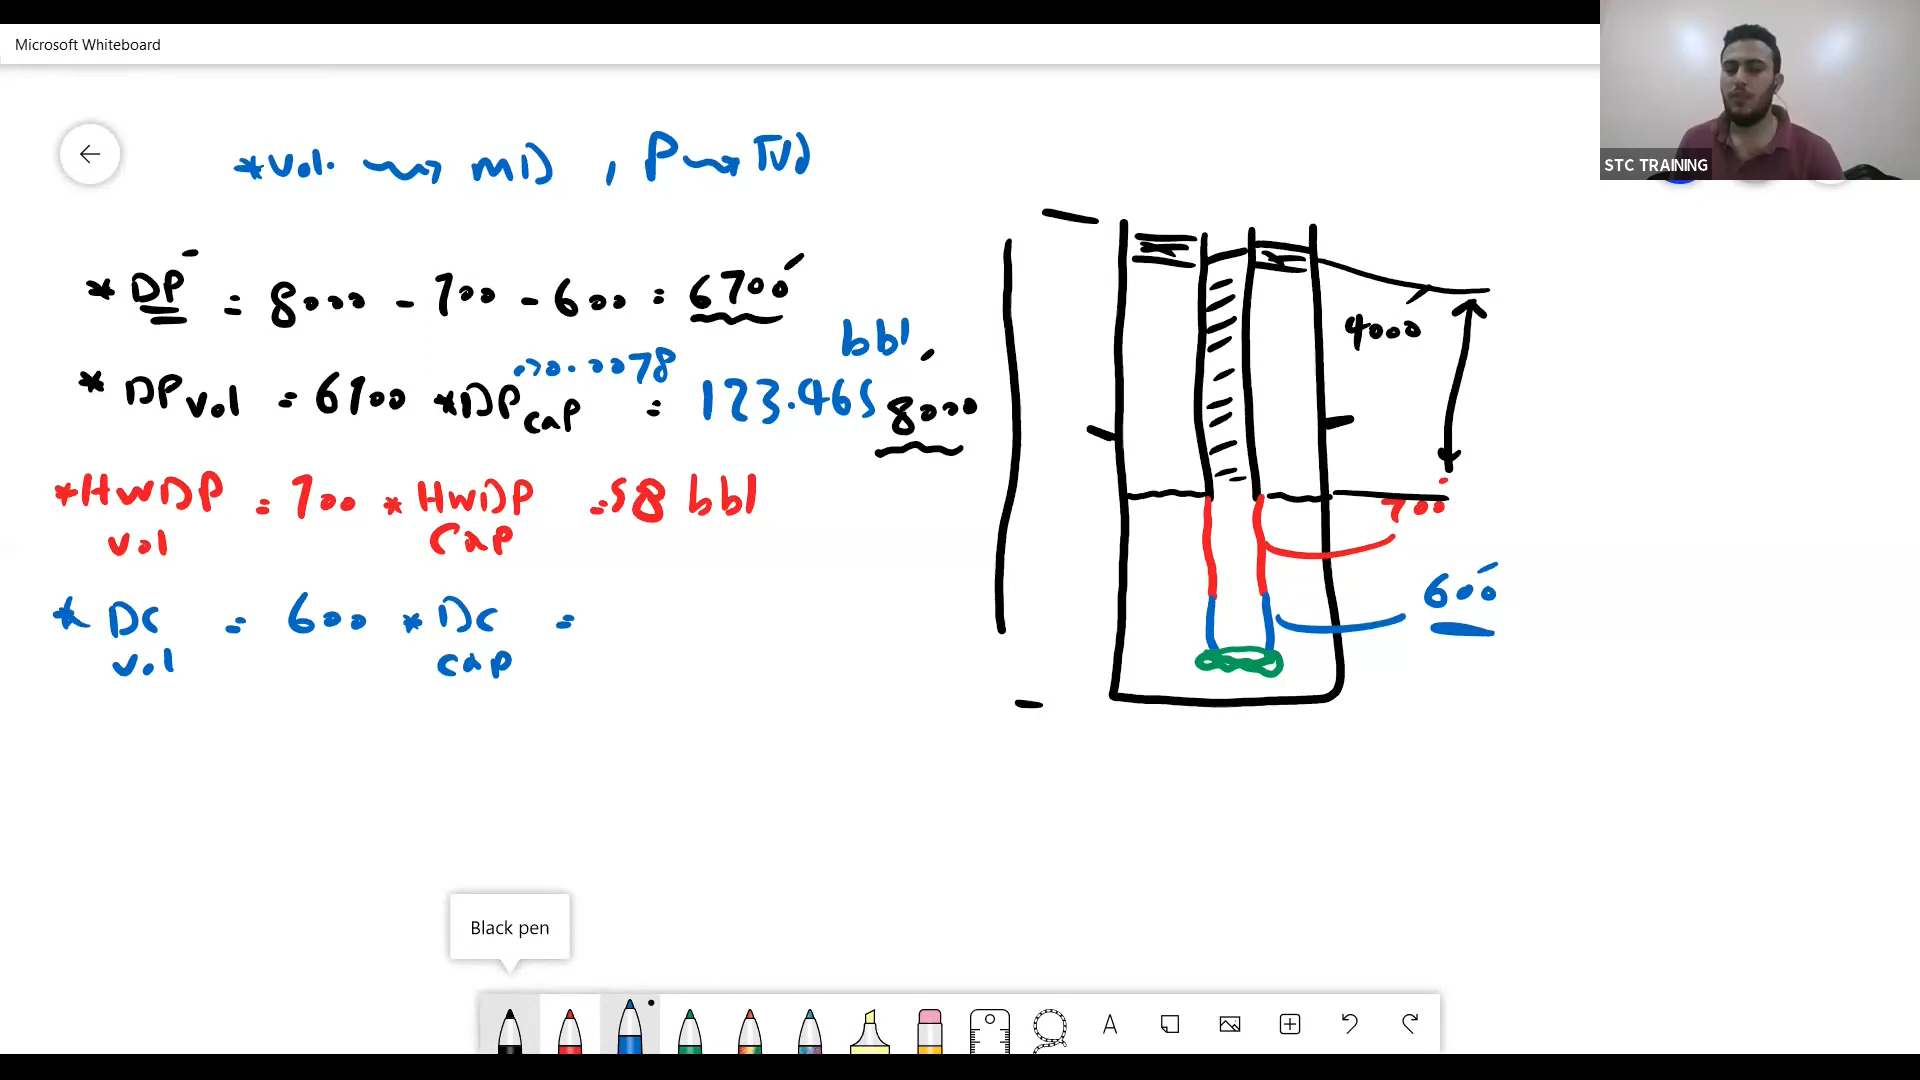 Microsoft Whiteboard
STC TRAINING
*Vol. → MD , P → TVD
* DP = 8000 - 700 - 600 = 6700'
* DP vol = 6700 * DP cap = 123.465 bbl
8000'
*HWDP vol = 700 * HWDP cap = 58 bbl
* DC vol = 600 * DC cap =
4000'
700'
600'
Black pen